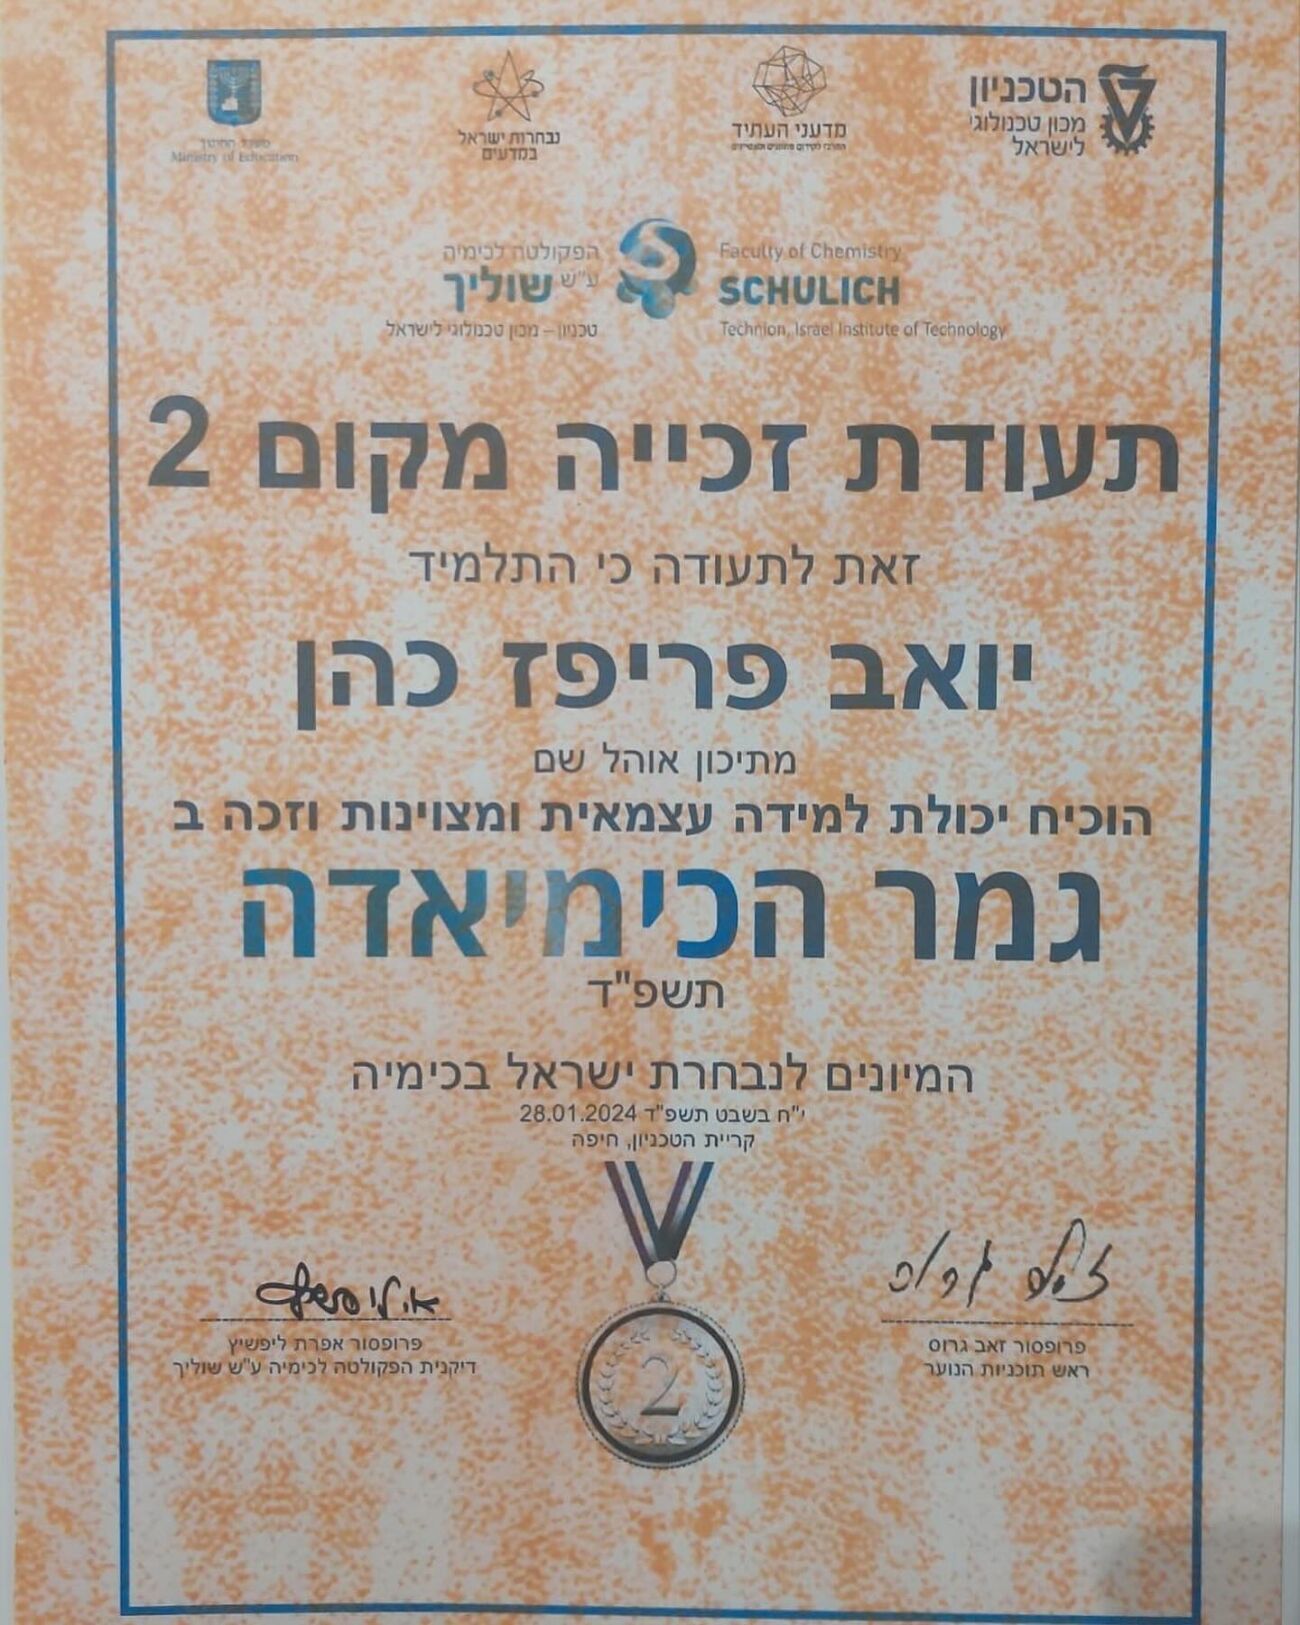 הטכניון
מכון טכנולוגי
לישראל
מדעני העתיד
נבחרות ישראל
במדעים
משרד החינוך
Ministry of Education
הפקולטה לכימיה
ע"ש שוליך
טכניון – מכון טכנולוגי לישראל
Faculty of Chemistry
SCHULICH
Technion, Israel Institute of Technology
תעודת זכייה מקום 2
זאת לתעודה כי התלמיד
יואב פריפז כהן
מתיכון אוהל שם
הוכיח יכולת למידה עצמאית ומצוינות וזכה ב
גמר הכימיאדה
תשפ"ד
המיונים לנבחרת ישראל בכימיה
י"ח בשבט תשפ"ד 28.01.2024
קריית הטכניון, חיפה
זאב גרוס
פרופסור זאב גרוס
ראש תוכניות הנוער
פרופסור אפרת ליפשיץ
דיקנית הפקולטה לכימיה ע"ש שוליך
2